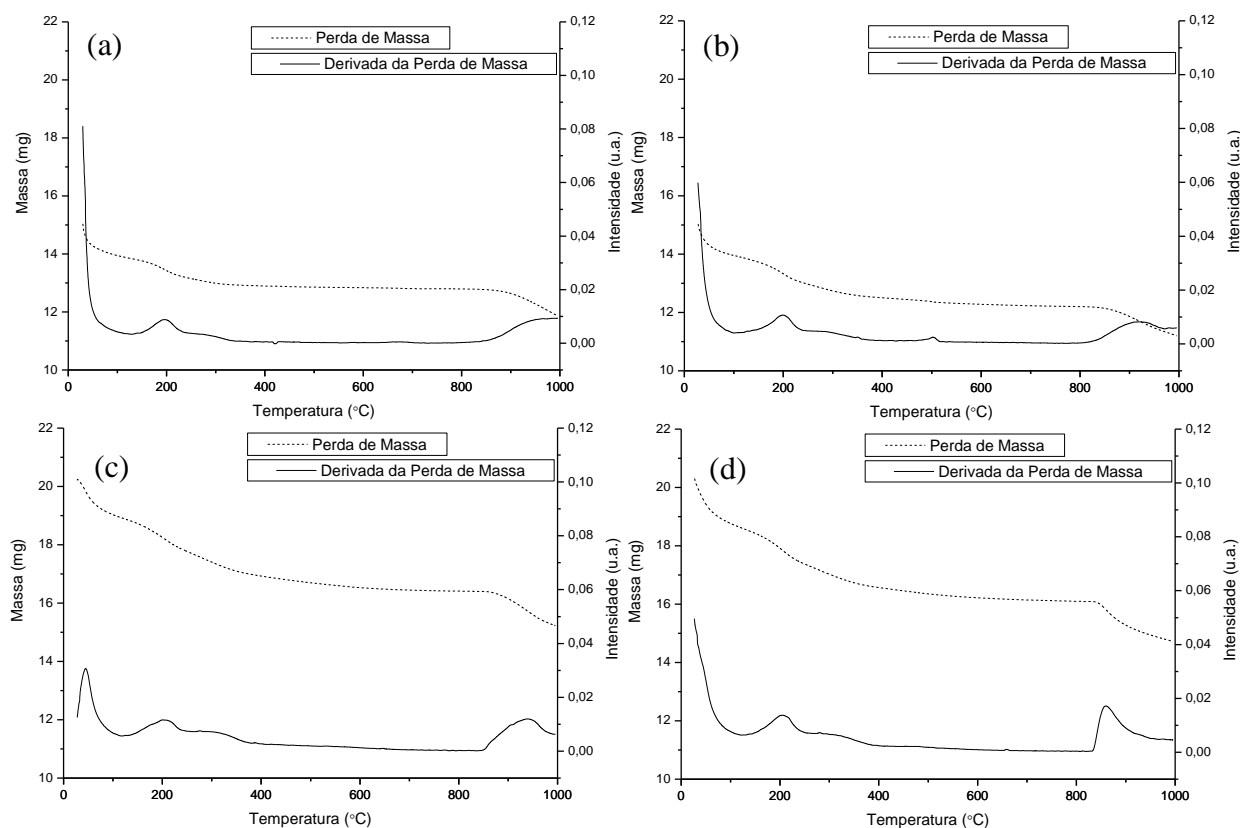 (a)
Perda de Massa
Derivada da Perda de Massa
22
20
18
16
14
12
10
Massa (mg)
0,12
0,10
0,08
0,06
0,04
0,02
0,00
Intensidade (u.a.)
0 200 400 600 800 1000
Temperatura (°C)
(b)
Perda de Massa
Derivada da Perda de Massa
22
20
18
16
14
12
10
Massa (mg)
0,12
0,10
0,08
0,06
0,04
0,02
0,00
Intensidade (u.a.)
0 200 400 600 800 1000
Temperatura (°C)
(c)
Perda de Massa
Derivada da Perda de Massa
22
20
18
16
14
12
10
Massa (mg)
0,12
0,10
0,08
0,06
0,04
0,02
0,00
Intensidade (u.a.)
0 200 400 600 800 1000
Temperatura (°C)
(d)
Perda de Massa
Derivada da Perda de Massa
22
20
18
16
14
12
10
Massa (mg)
0,12
0,10
0,08
0,06
0,04
0,02
0,00
Intensidade (u.a.)
0 200 400 600 800 1000
Temperatura (°C)